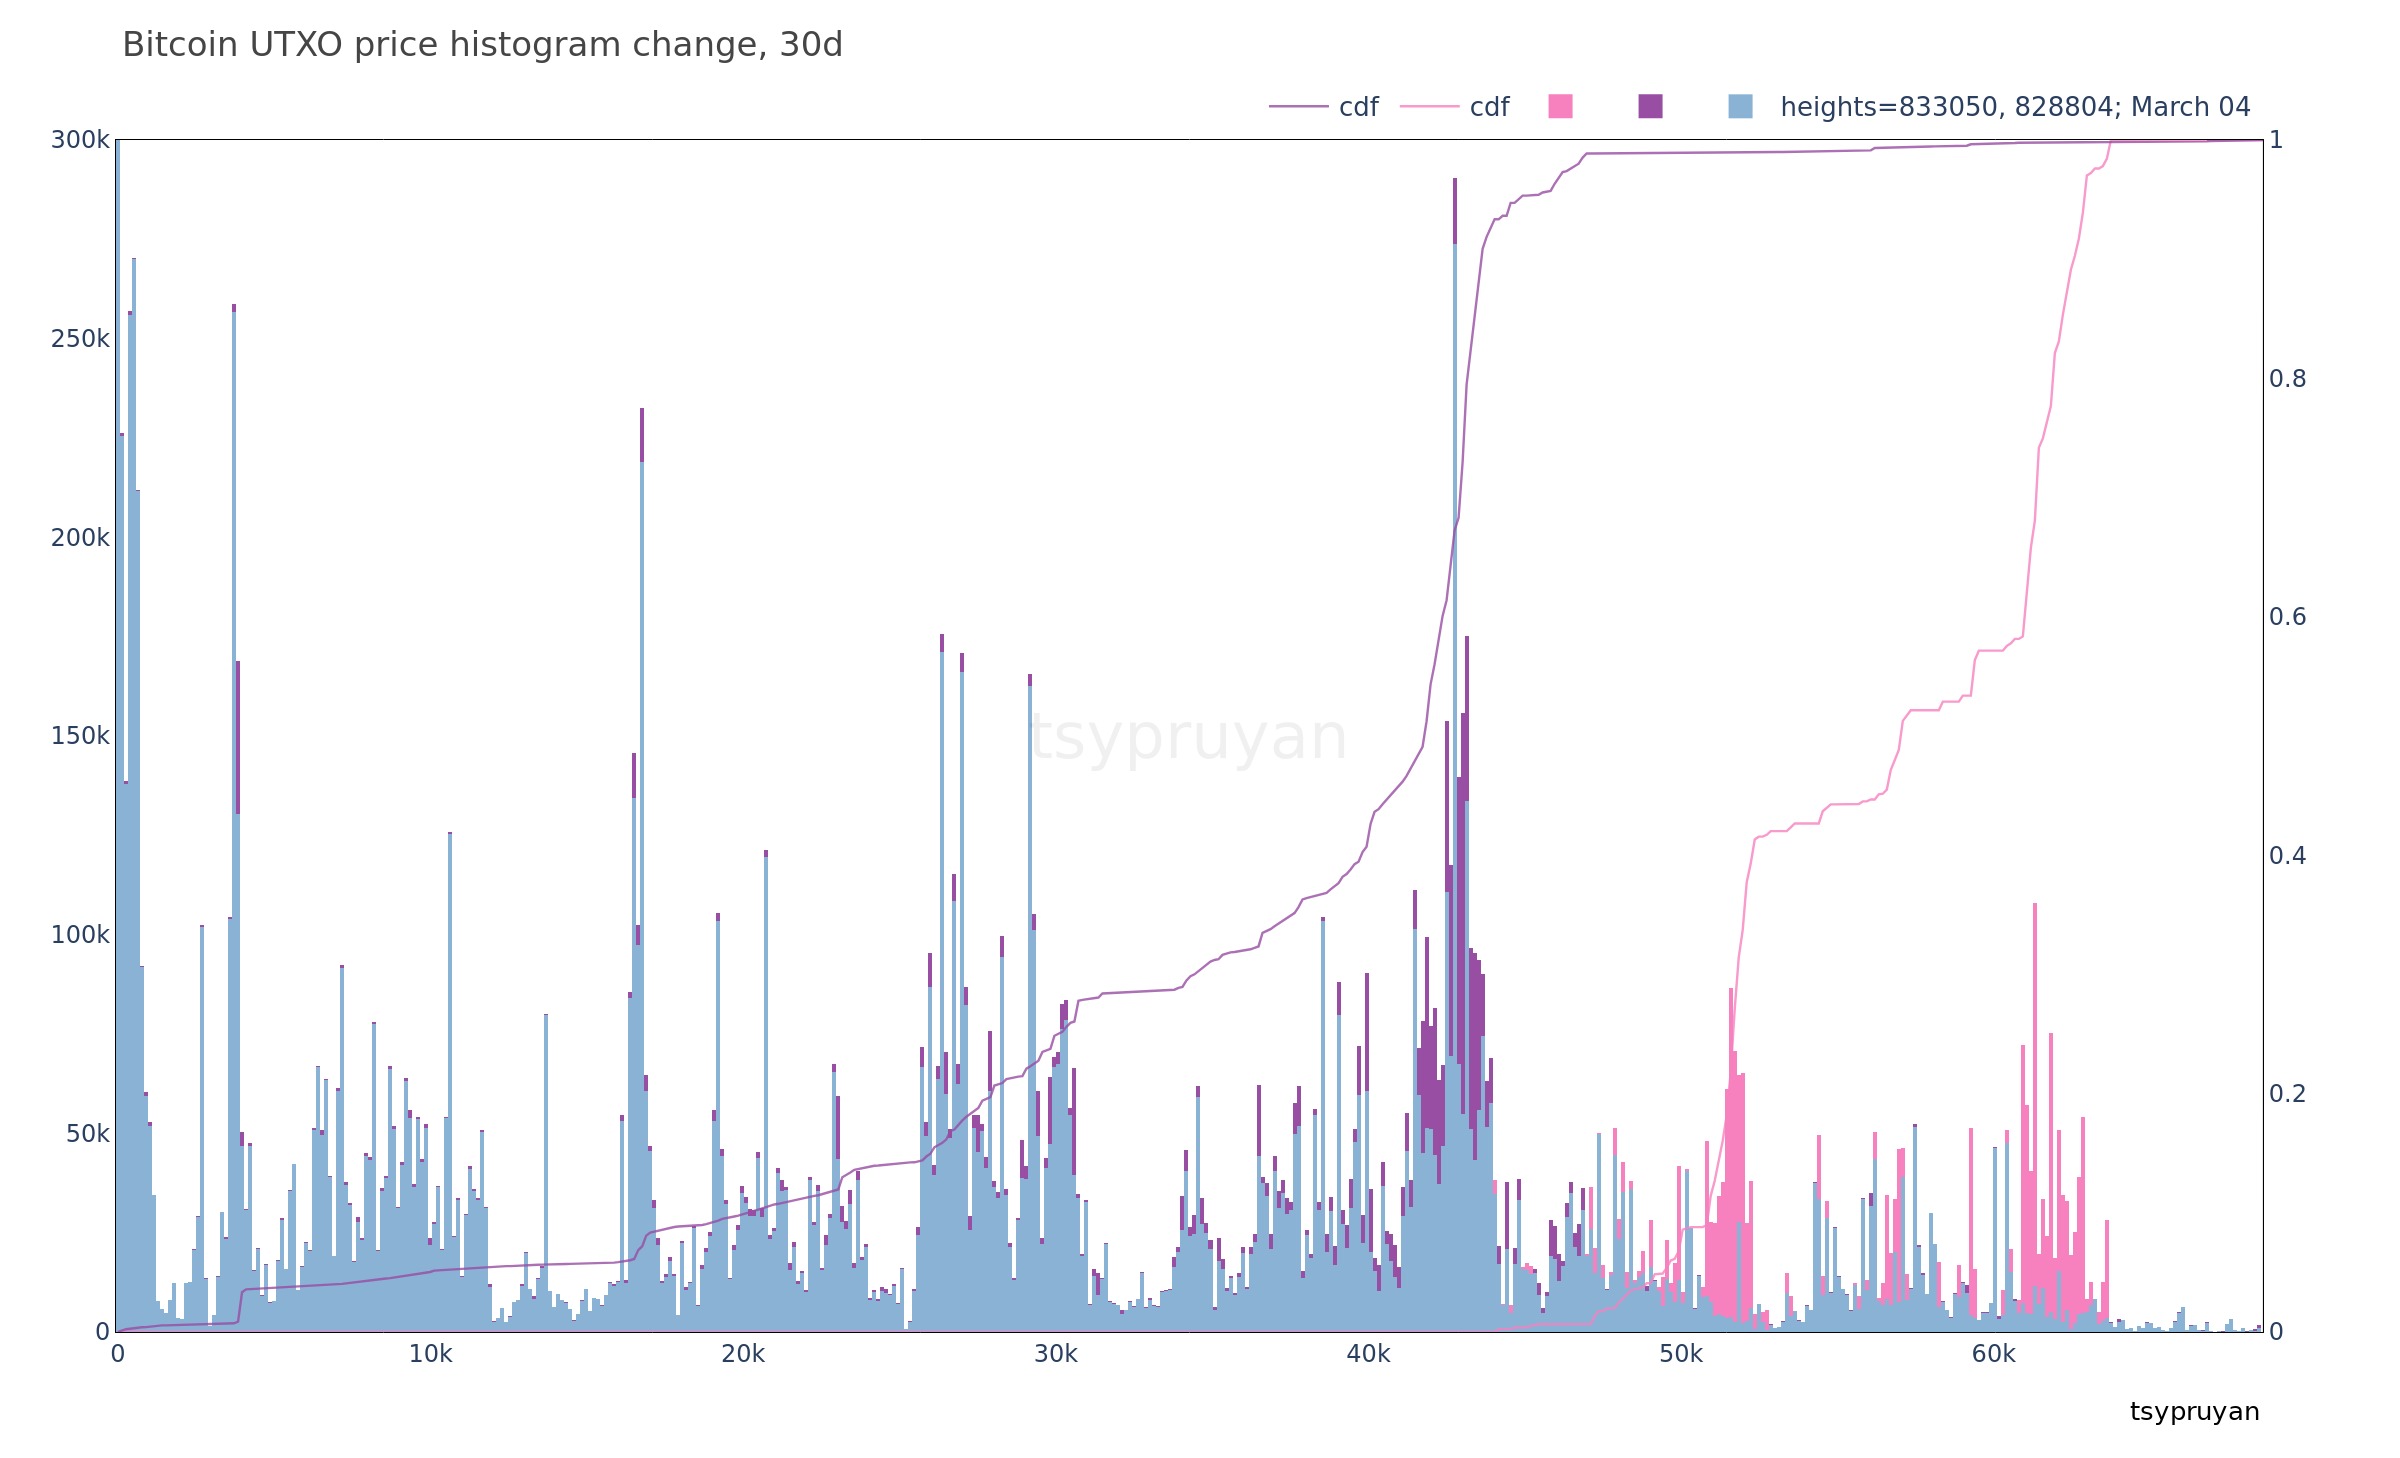 Bitcoin UTXO price histogram change, 30d
cdf cdf heights=833050, 828804; March 04
300k
250k
200k
150k
100k
50k
0
1
0.8
0.6
0.4
0.2
0
tsypruyan
0 10k 20k 30k 40k 50k 60k
tsypruyan